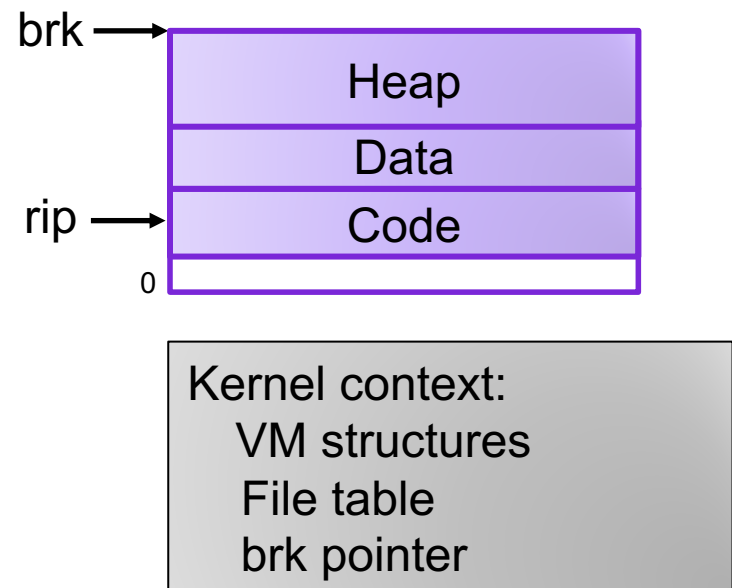 brk
Heap
Data
rip
Code
0
Kernel context:
VM structures
File table
brk pointer